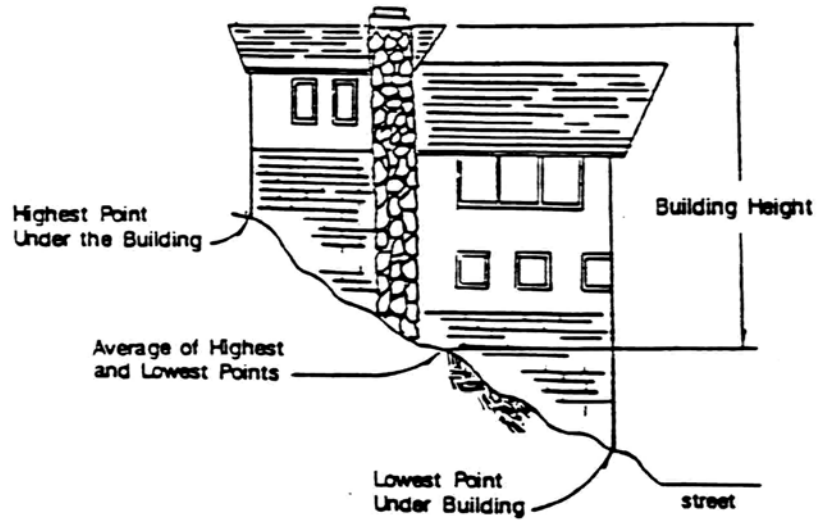 Building Height
Highest Point
Under the Building
Average of Highest
and Lowest Points
Lowest Point
Under Building
street